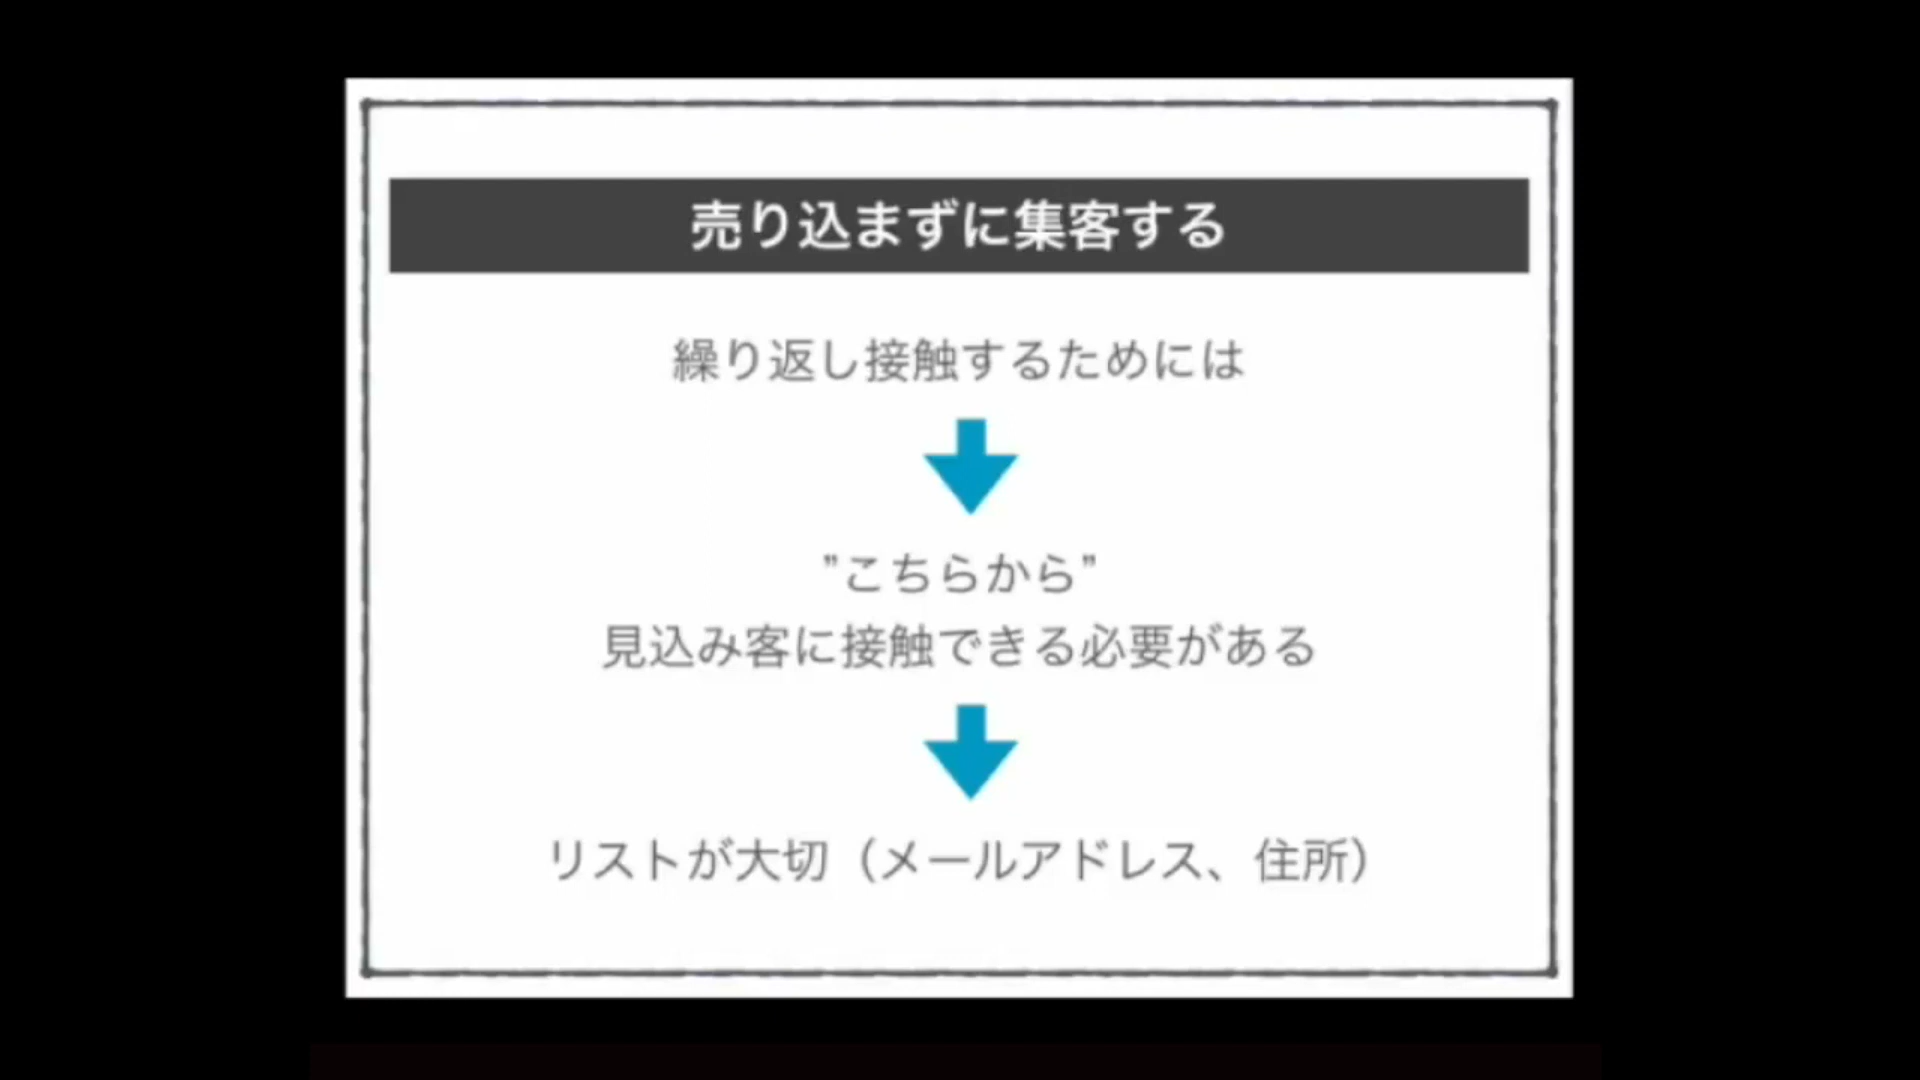 売り込まずに集客する
繰り返し接触するためには
”こちらから”
見込み客に接触できる必要がある
リストが大切（メールアドレス、住所）